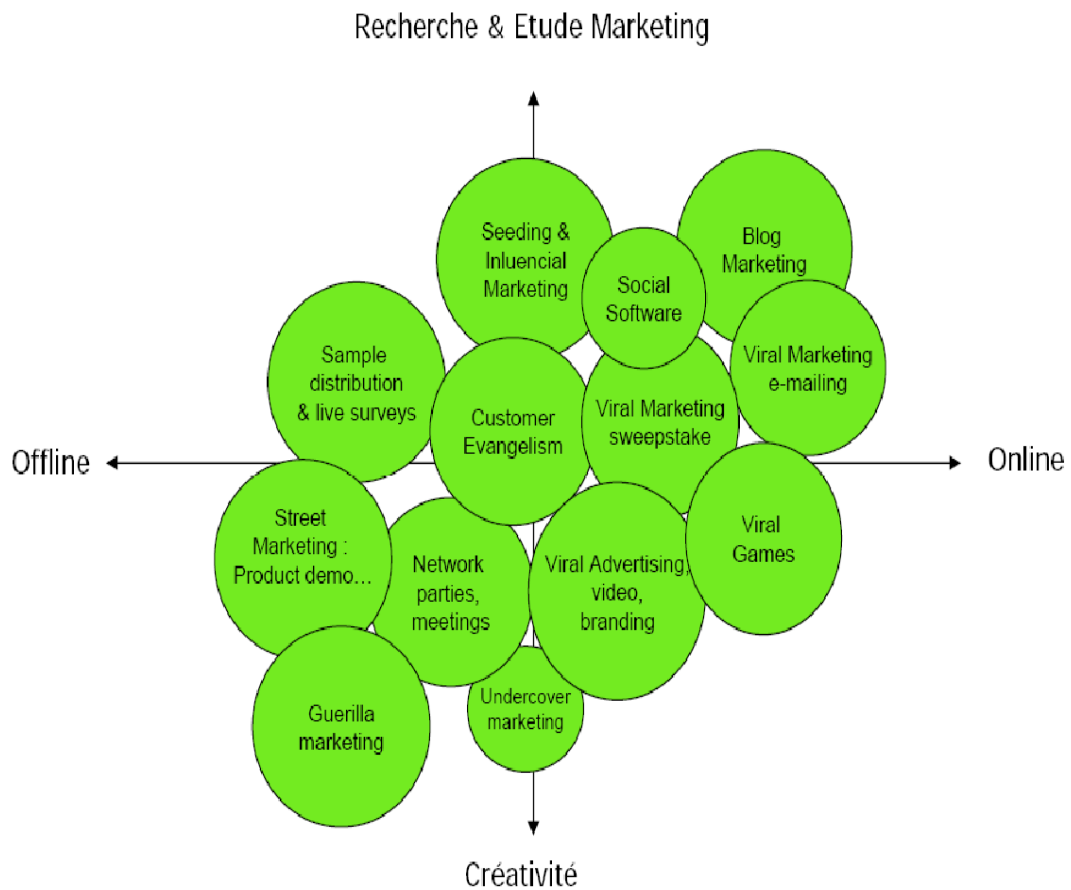 Recherche & Etude Marketing
Seeding &
Inluencial
Marketing
Blog
Marketing
Social
Software
Sample
distribution
& live surveys
Viral Marketing
e-mailing
Customer
Evangelism
Viral Marketing
sweepstake
Offline
Online
Street
Marketing :
Product demo...
Network
parties,
meetings
Viral Advertising,
video,
branding
Viral
Games
Guerilla
marketing
Undercover
marketing
Créativité